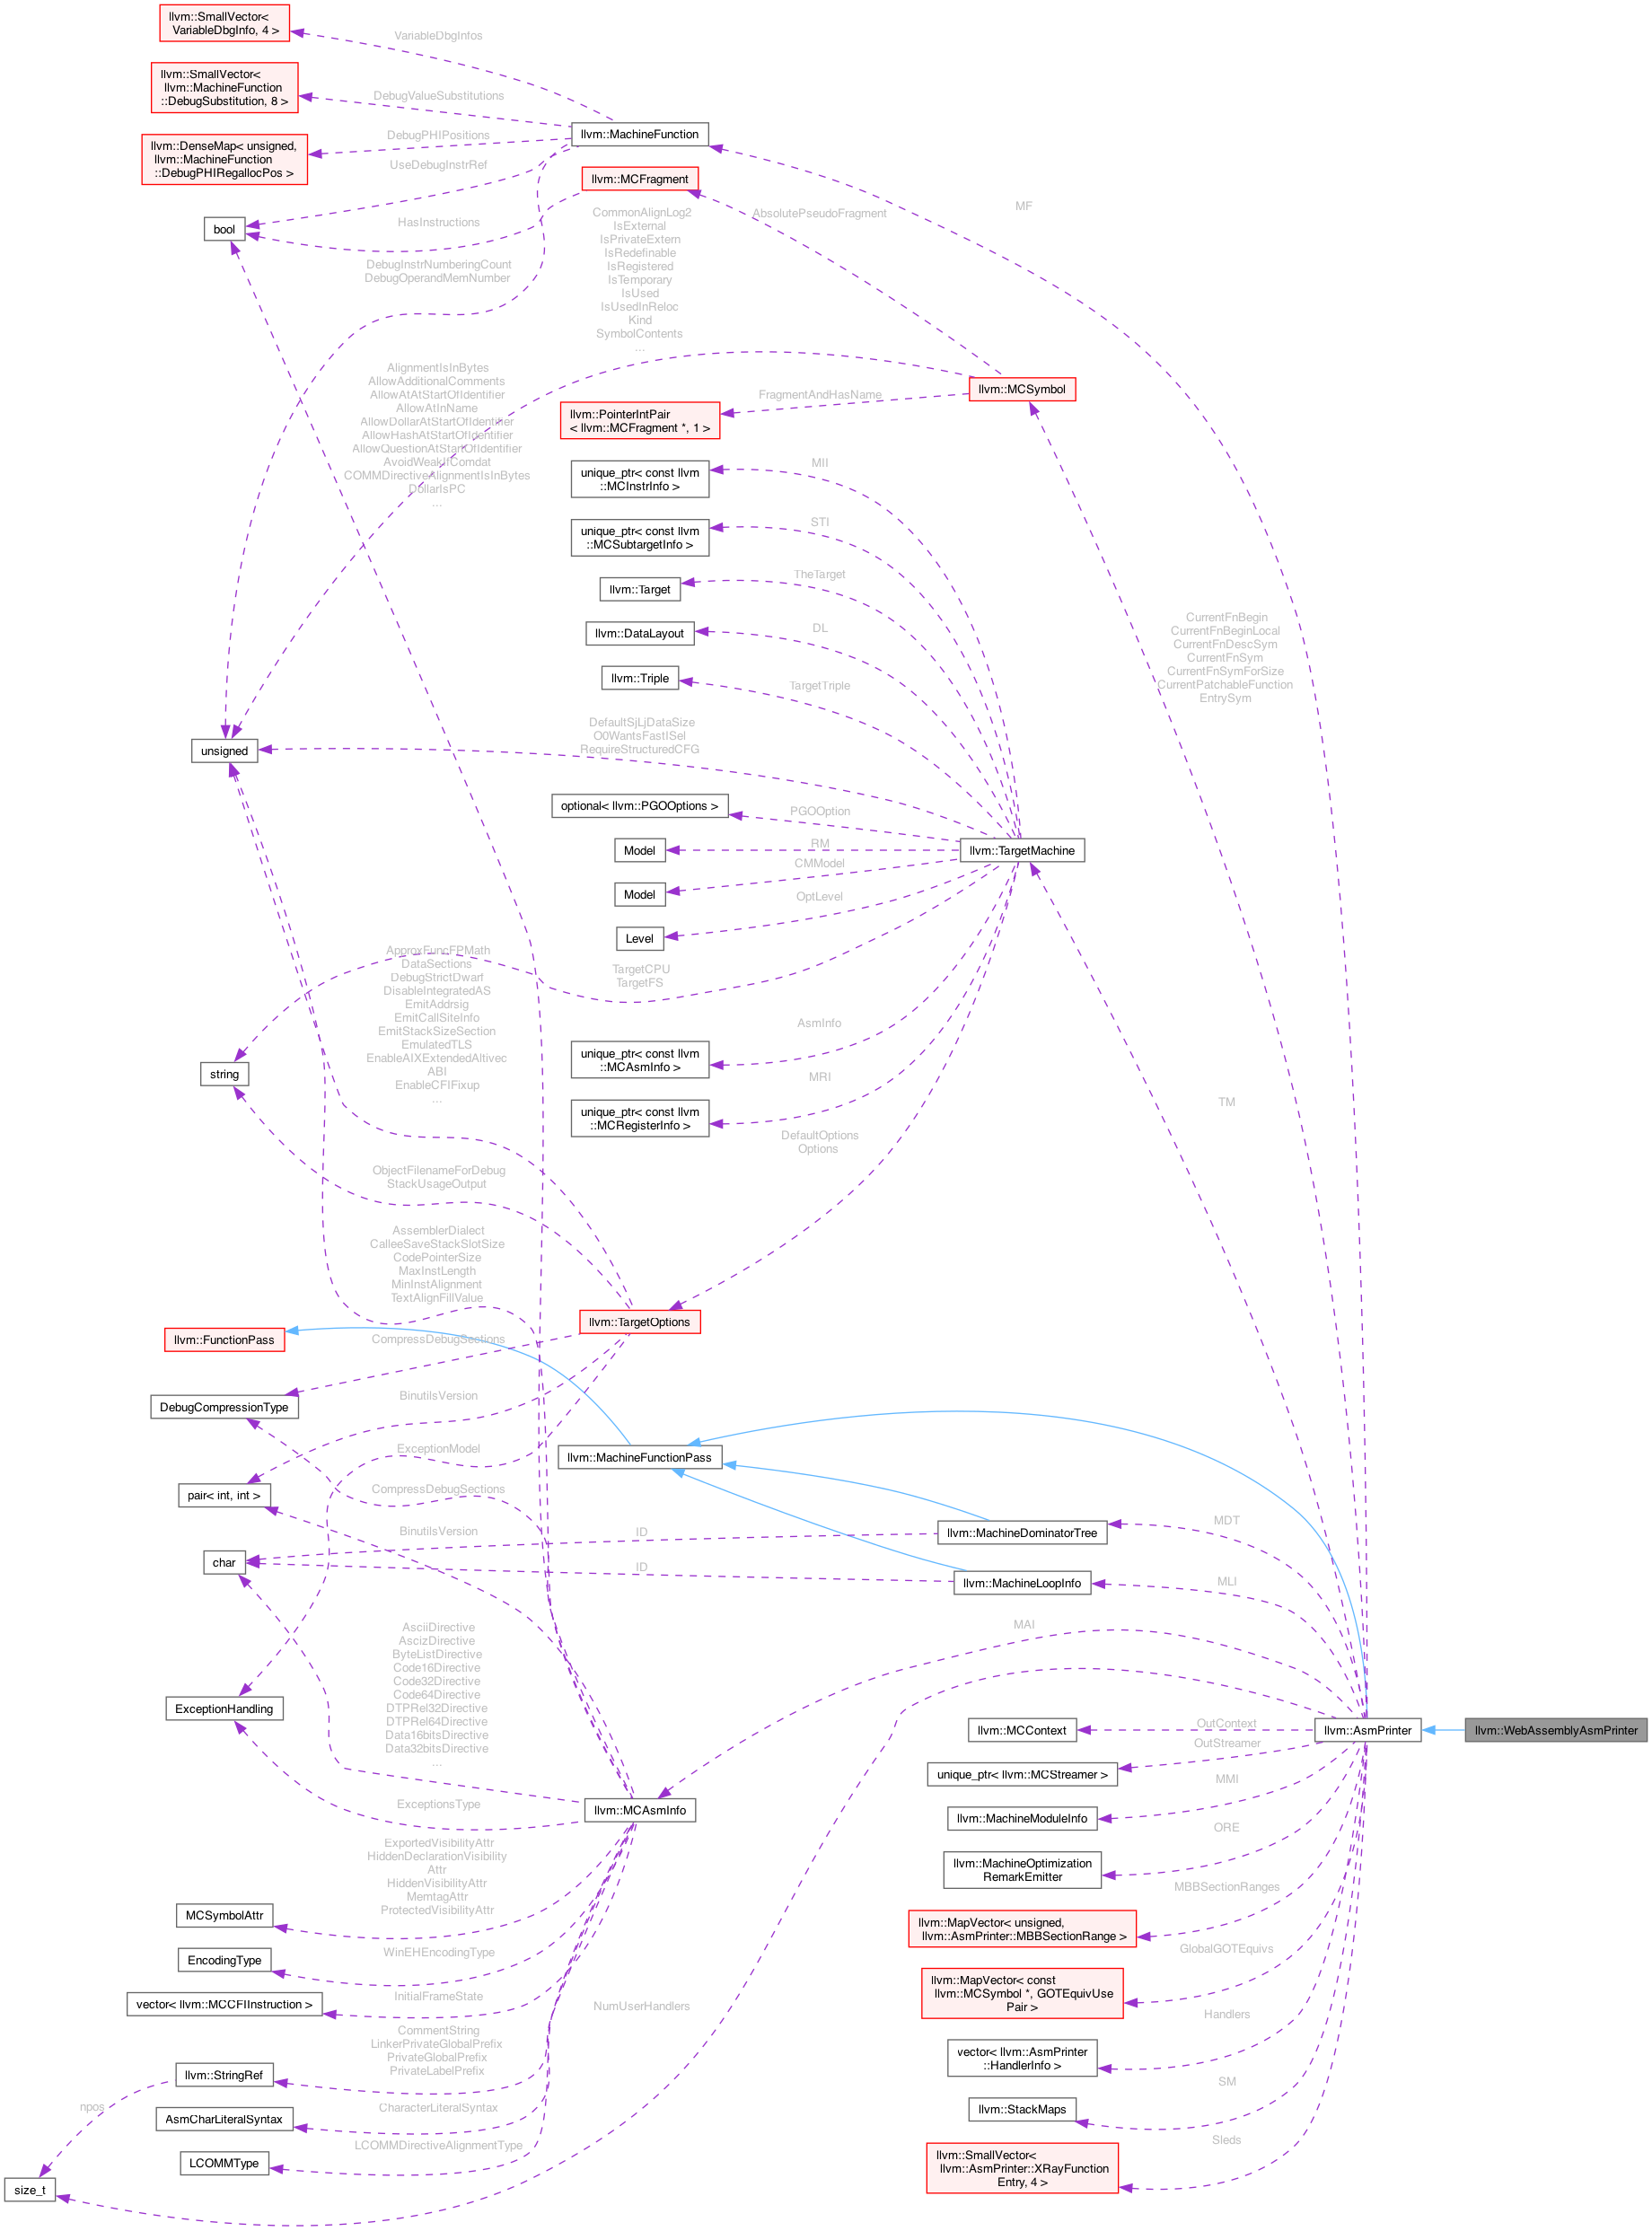 llvm::SmallVector<
VariableDbgInfo, 4 >
VariableDbgInfos
llvm::SmallVector<
llvm::MachineFunction
::DebugSubstitution, 8 >
DebugValueSubstitutions
llvm::DenseMap< unsigned,
llvm::MachineFunction
::DebugPHIRegallocPos >
DebugPHIPositions
UseDebugInstrRef
llvm::MachineFunction
llvm::MCFragment
MF
bool
HasInstructions
AbsolutePseudoFragment
DebugInstrNumberingCount
DebugOperandMemNumber
CommonAlignLog2
IsExternal
IsPrivateExtern
IsRedefinable
IsRegistered
IsTemporary
IsUsed
IsUsedInReloc
Kind
SymbolContents
...
AlignmentIsInBytes
AllowAdditionalComments
AllowAtAtStartOfIdentifier
AllowAtInName
AllowDollarAtStartOfIdentifier
AllowHashAtStartOfIdentifier
AllowQuestionAtStartOfIdentifier
AvoidWeakIfComdat
COMMDirectiveAlignmentIsInBytes
DollarIsPC
...
llvm::MCSymbol
FragmentAndHasName
llvm::PointerIntPair
< llvm::MCFragment *, 1 >
unique_ptr< const llvm
::MCInstrInfo >
MII
unique_ptr< const llvm
::MCSubtargetInfo >
STI
llvm::Target
TheTarget
llvm::DataLayout
DL
llvm::Triple
TargetTriple
CurrentFnBegin
CurrentFnBeginLocal
CurrentFnDescSym
CurrentFnSym
CurrentFnSymForSize
CurrentPatchableFunction
EntrySym
unsigned
DefaultSjLjDataSize
O0WantsFastISel
RequireStructuredCFG
optional< llvm::PGOOptions >
PGOOption
Model
RM
llvm::TargetMachine
Model
CMModel
Level
OptLevel
TargetCPU
TargetFS
ApproxFuncFPMath
DataSections
DebugStrictDwarf
DisableIntegratedAS
EmitAddrsig
EmitCallSiteInfo
EmitStackSizeSection
EmulatedTLS
EnableAIXExtendedAltivec
ABI
EnableCFIFixup
...
string
AsmInfo
unique_ptr< const llvm
::MCAsmInfo >
MRI
unique_ptr< const llvm
::MCRegisterInfo >
TM
DefaultOptions
Options
ObjectFilenameForDebug
StackUsageOutput
AssemblerDialect
CalleeSaveStackSlotSize
CodePointerSize
MaxInstLength
MinInstAlignment
TextAlignFillValue
llvm::TargetOptions
llvm::FunctionPass
CompressDebugSections
DebugCompressionType
BinutilsVersion
ExceptionModel
llvm::MachineFunctionPass
pair< int, int >
CompressDebugSections
BinutilsVersion
llvm::MachineDominatorTree
MDT
ID
char
ID
llvm::MachineLoopInfo
MLI
MAI
AsciiDirective
AscizDirective
ByteListDirective
Code16Directive
Code32Directive
Code64Directive
DTPRel32Directive
DTPRel64Directive
Data16bitsDirective
Data32bitsDirective
...
ExceptionHandling
ExceptionsType
llvm::MCAsmInfo
llvm::MCContext
OutContext
llvm::AsmPrinter
llvm::WebAssemblyAsmPrinter
OutStreamer
unique_ptr< llvm::MCStreamer >
MMI
llvm::MachineModuleInfo
ORE
llvm::MachineOptimization
RemarkEmitter
ExportedVisibilityAttr
HiddenDeclarationVisibility
Attr
HiddenVisibilityAttr
MemtagAttr
ProtectedVisibilityAttr
MCSymbolAttr
MBBSectionRanges
llvm::MapVector< unsigned,
llvm::AsmPrinter::MBBSectionRange >
EncodingType
WinEHEncodingType
GlobalGOTEquivs
llvm::MapVector< const
llvm::MCSymbol *, GOTEquivUse
Pair >
vector< llvm::MCCFIInstruction >
InitialFrameState
NumUserHandlers
Handlers
CommentString
LinkerPrivateGlobalPrefix
PrivateGlobalPrefix
PrivateLabelPrefix
vector< llvm::AsmPrinter
::HandlerInfo >
llvm::StringRef
npos
SM
llvm::StackMaps
AsmCharLiteralSyntax
CharacterLiteralSyntax
Sleds
LCOMMType
LCOMMDirectiveAlignmentType
llvm::SmallVector<
llvm::AsmPrinter::XRayFunction
Entry, 4 >
size_t